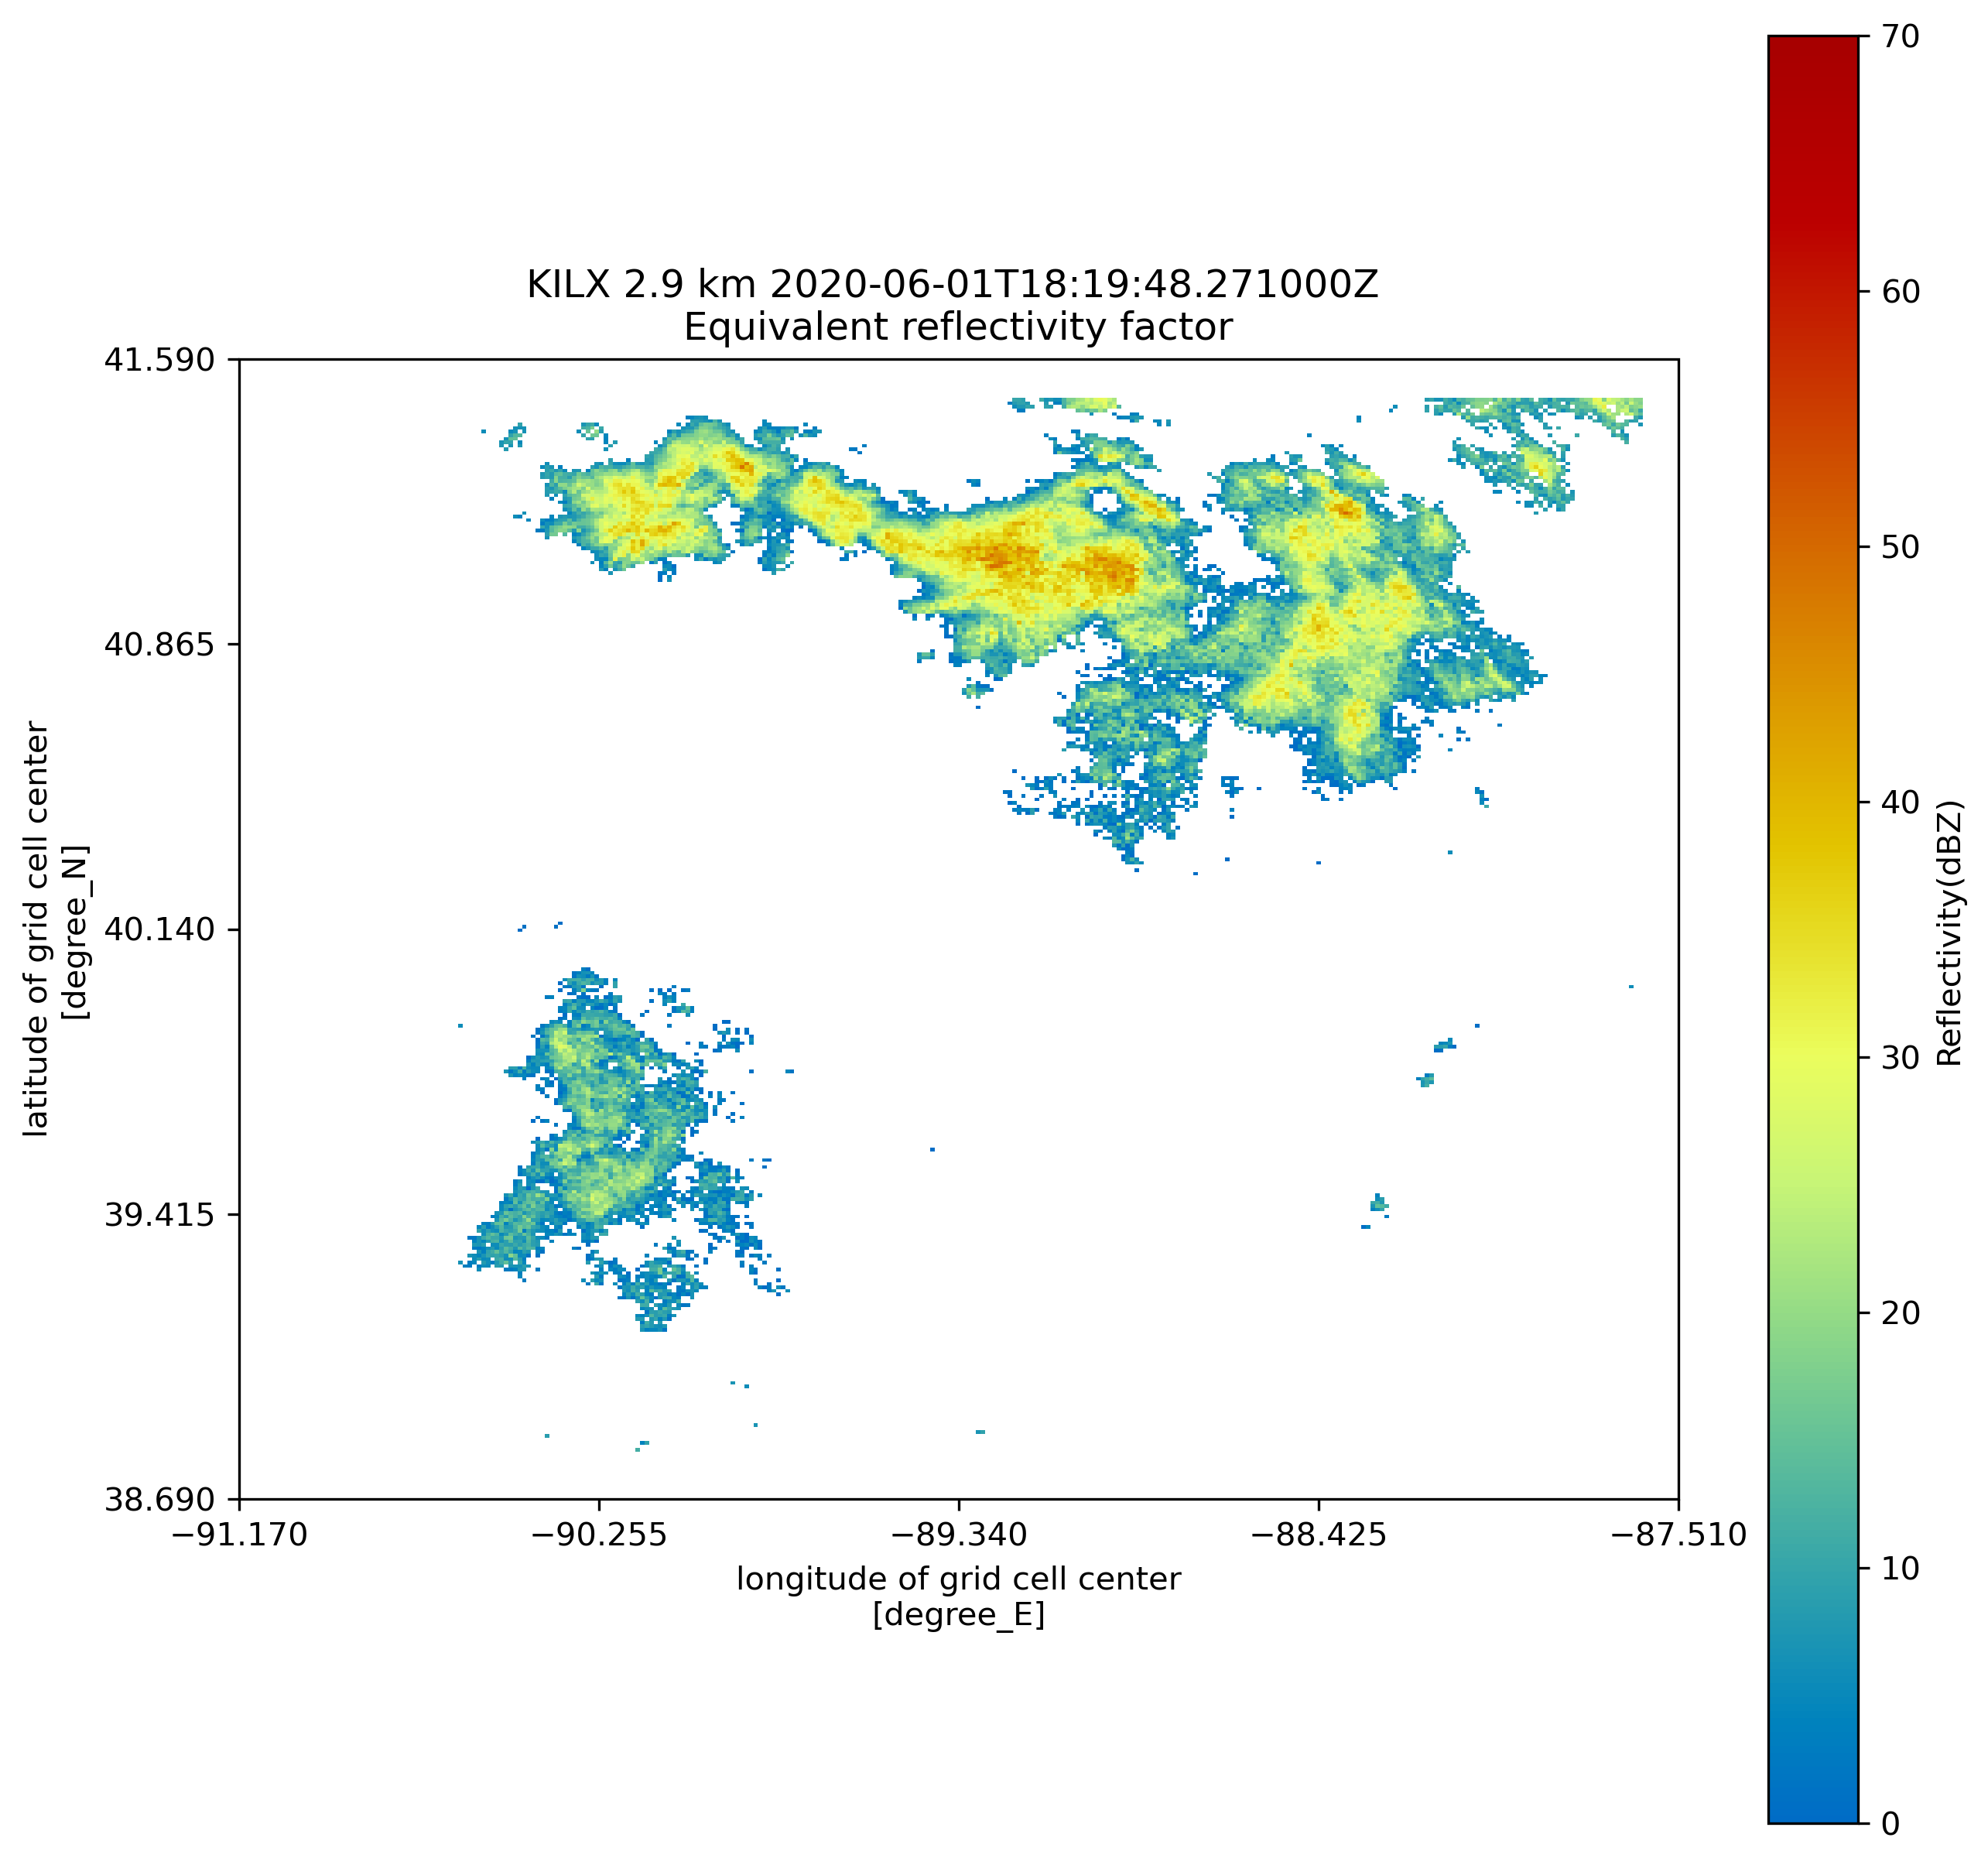 KILX 2.9 km 2020-06-01T18:19:48.271000Z
Equivalent reflectivity factor
41.590
40.865
40.140
39.415
38.690
latitude of grid cell center
[degree_N]
−91.170
−90.255
−89.340
−88.425
−87.510
longitude of grid cell center
[degree_E]
70
60
50
40
30
20
10
0
Reflectivity(dBZ)